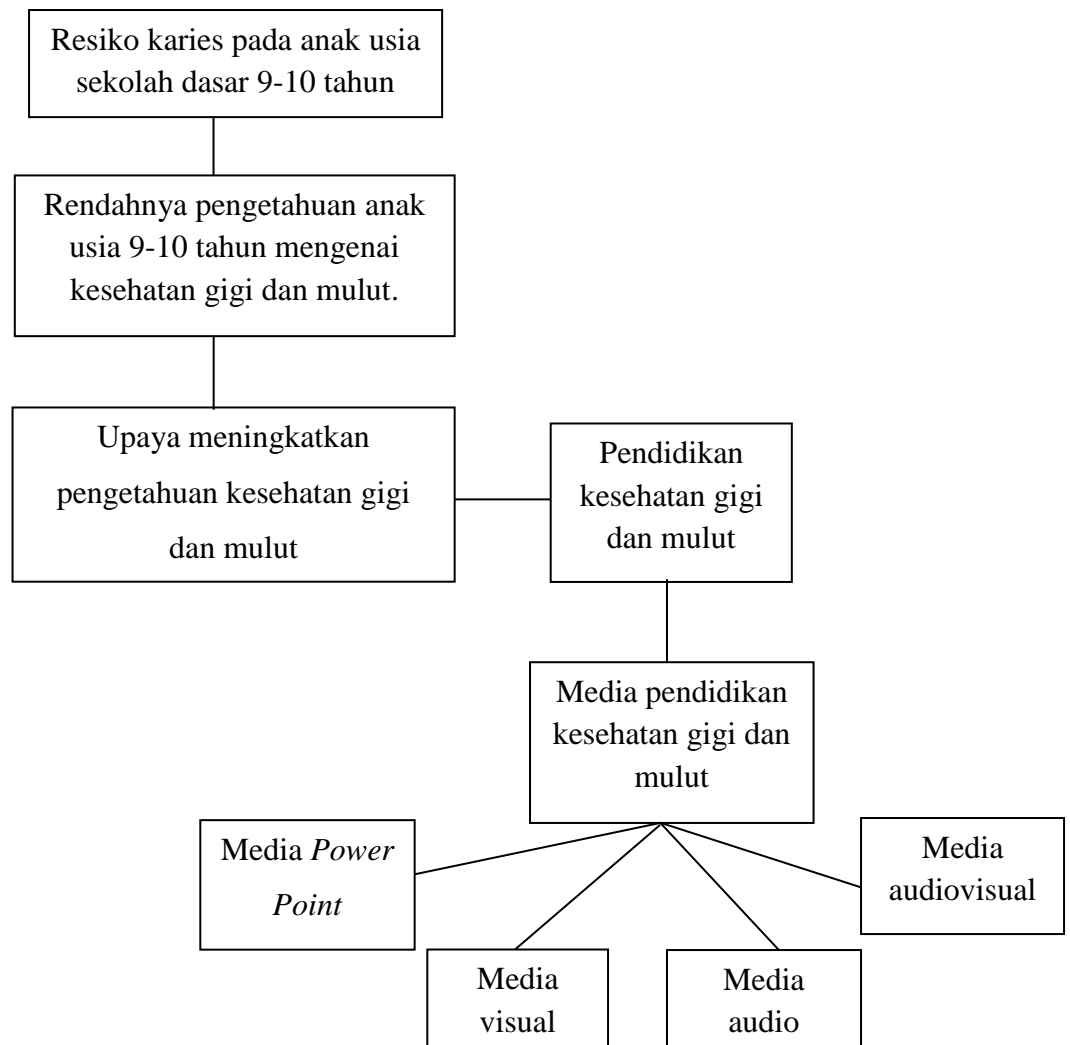 Resiko karies pada anak usia
sekolah dasar 9-10 tahun
Rendahnya pengetahuan anak
usia 9-10 tahun mengenai
kesehatan gigi dan mulut.
Upaya meningkatkan
pengetahuan kesehatan gigi
dan mulut
Pendidikan
kesehatan gigi
dan mulut
Media pendidikan
kesehatan gigi dan
mulut
Media Power
Point
Media
visual
Media
audio
Media
audiovisual